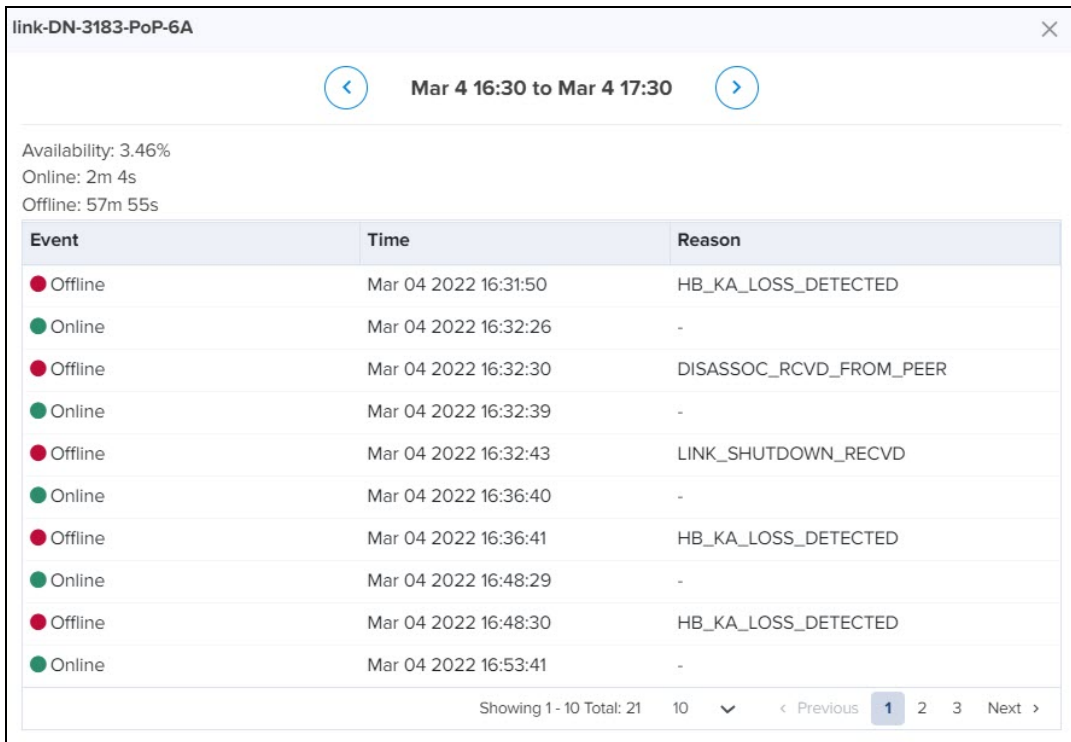 link-DN-3183-PoP-6A
Mar 4 16:30 to Mar 4 17:30
Availability: 3.46%
Online: 2m 4s
Offline: 57m 55s
Event Time Reason
Offline Mar 04 2022 16:31:50 HB_KA_LOSS_DETECTED
Online Mar 04 2022 16:32:26 -
Offline Mar 04 2022 16:32:30 DISASSOC_RCVD_FROM_PEER
Online Mar 04 2022 16:32:39 -
Offline Mar 04 2022 16:32:43 LINK_SHUTDOWN_RECVD
Online Mar 04 2022 16:36:40 -
Offline Mar 04 2022 16:36:41 HB_KA_LOSS_DETECTED
Online Mar 04 2022 16:48:29 -
Offline Mar 04 2022 16:48:30 HB_KA_LOSS_DETECTED
Online Mar 04 2022 16:53:41 -
Showing 1 - 10 Total: 21 10 < Previous 1 2 3 Next >